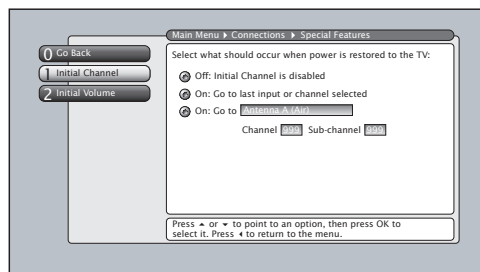 Main Menu ▸ Connections ▸ Special Features
0 Go Back
1 Initial Channel
2 Initial Volume
Select what should occur when power is restored to the TV:
Off: Initial Channel is disabled
On: Go to last input or channel selected
On: Go to Antenna A (Air)
Channel 999 Sub-channel 999
Press ▴ or ▾ to point to an option, then press OK to
select it. Press ◂ to return to the menu.